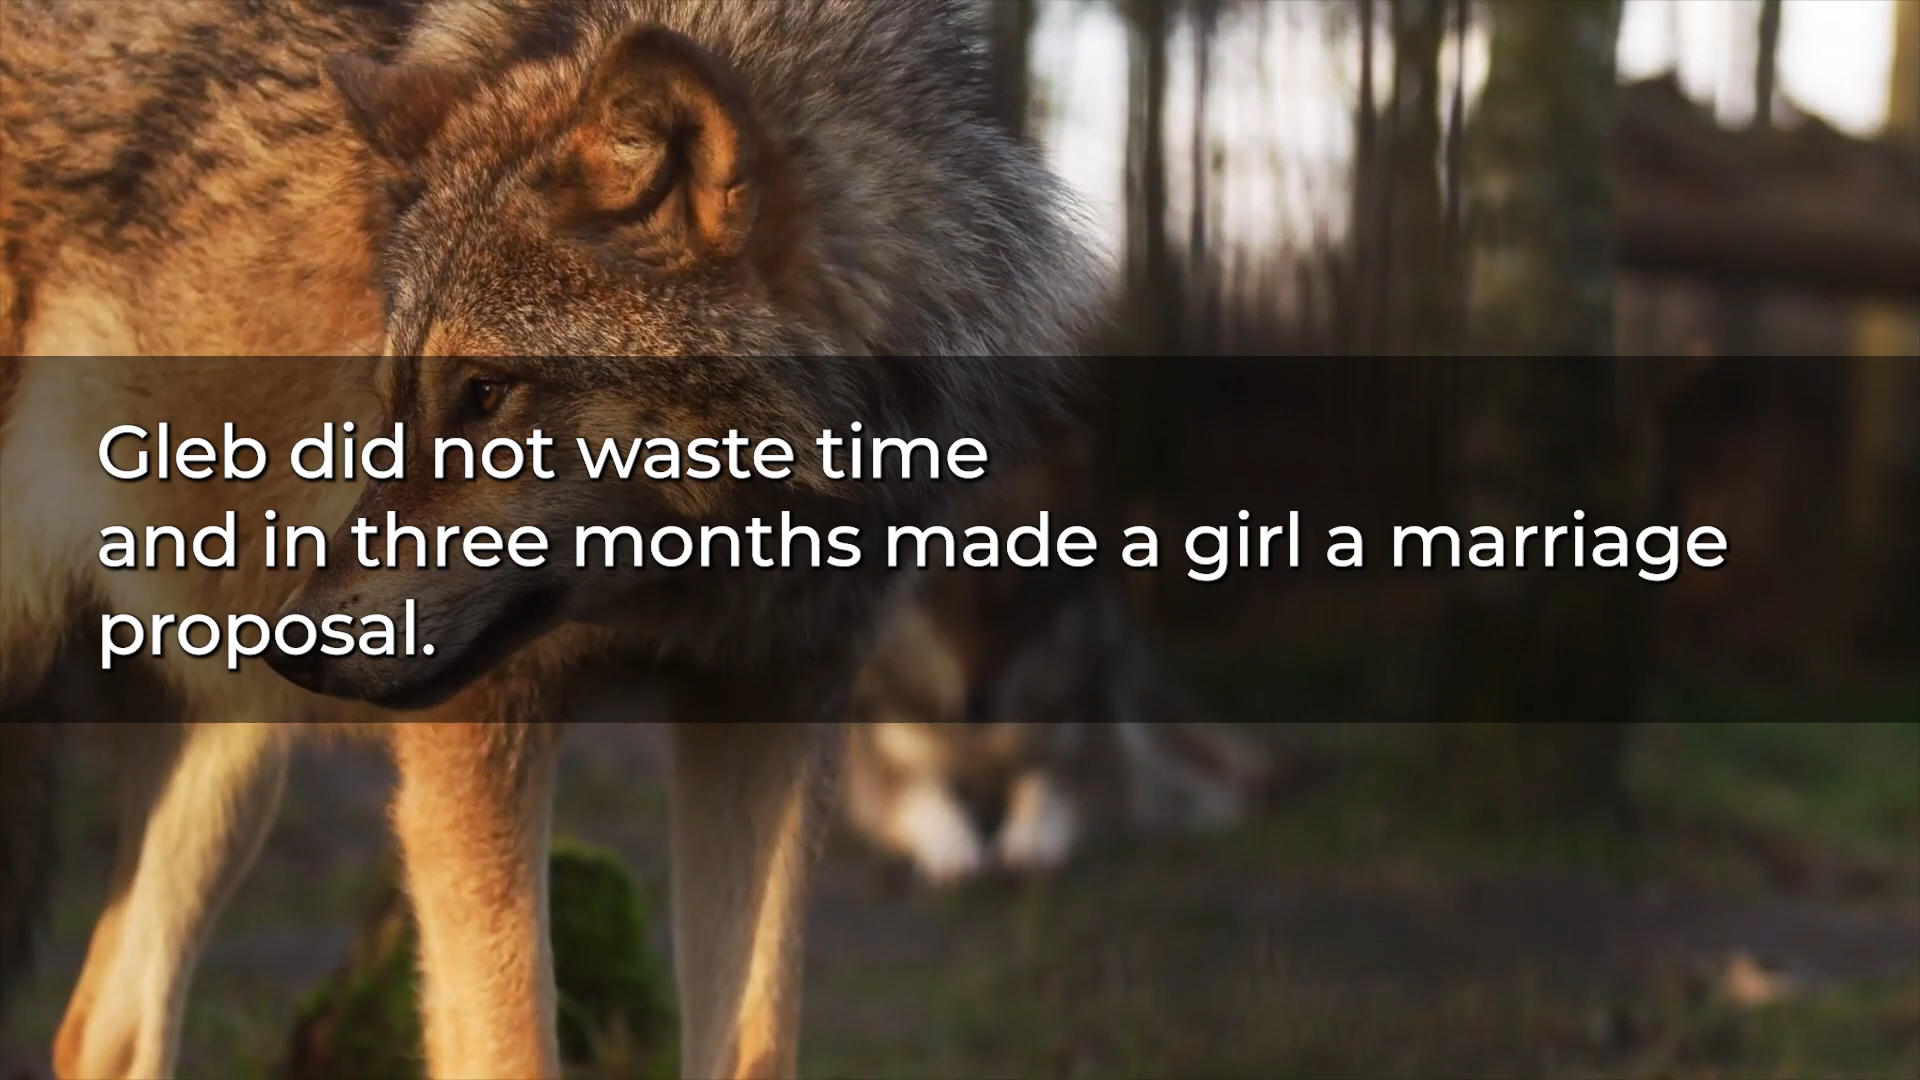 Gleb did not waste time
and in three months made a girl a marriage
proposal.